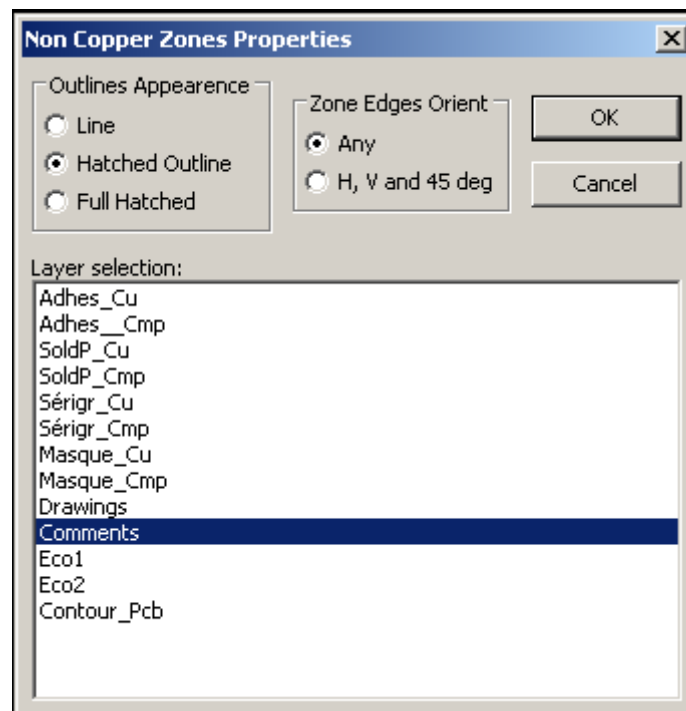 Non Copper Zones Properties
Outlines Appearence
Line
Hatched Outline
Full Hatched
Zone Edges Orient
Any
H, V and 45 deg
OK
Cancel
Layer selection:
Adhes_Cu
Adhes__Cmp
SoldP_Cu
SoldP_Cmp
Sérigr_Cu
Sérigr_Cmp
Masque_Cu
Masque_Cmp
Drawings
Comments
Eco1
Eco2
Contour_Pcb